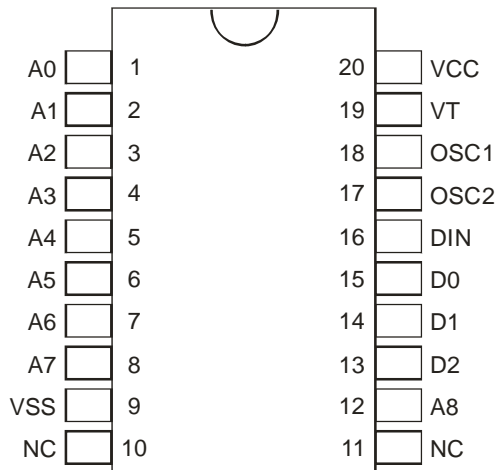 A0 1 20 VCC
A1 2 19 VT
A2 3 18 OSC1
A3 4 17 OSC2
A4 5 16 DIN
A5 6 15 D0
A6 7 14 D1
A7 8 13 D2
VSS 9 12 A8
NC 10 11 NC